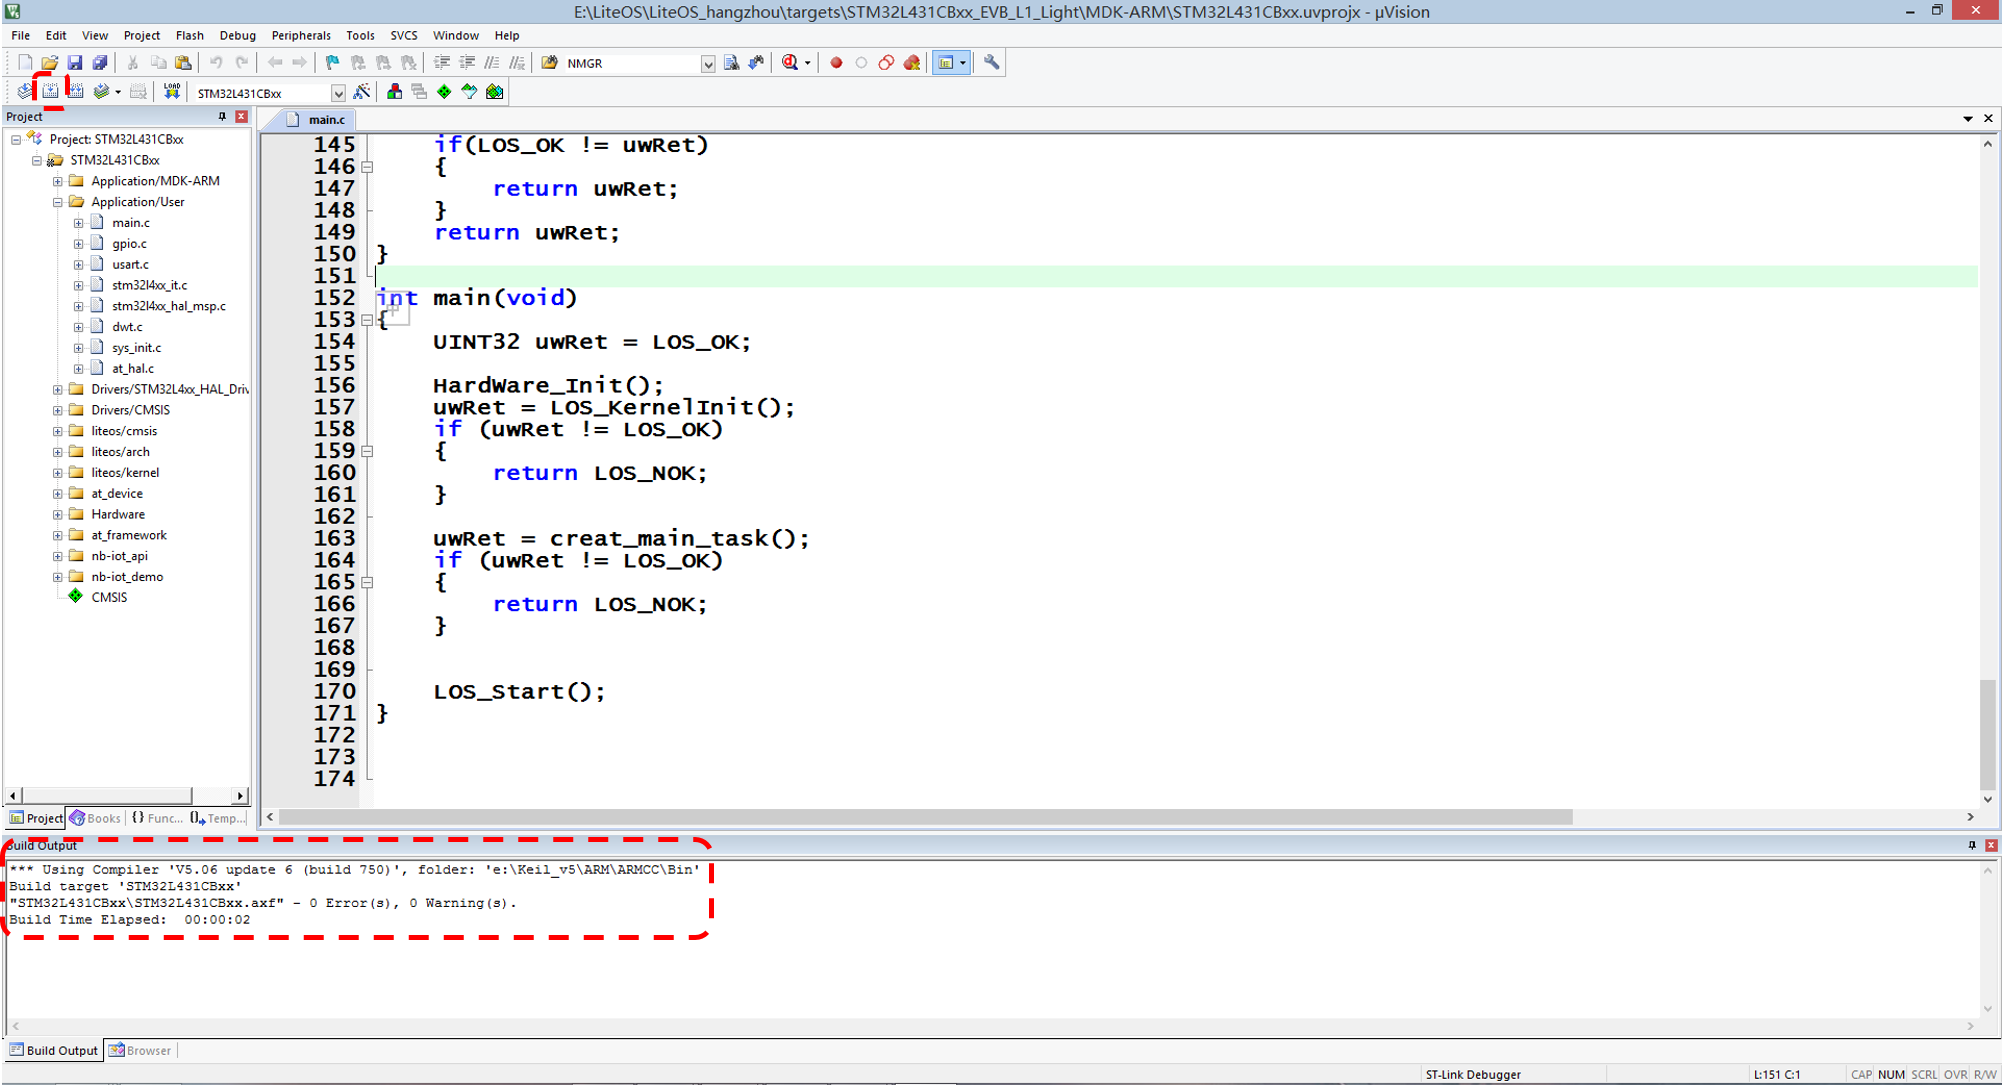 E:\LiteOS\LiteOS_hangzhou\targets\STM32L431CBxx_EVB_L1_Light\MDK-ARM\STM32L431CBxx.uvprojx - µVision
File Edit View Project Flash Debug Peripherals Tools SVCS Window Help
NMGR
LOAD
STM32L431CBxx
Project
main.c
Project: STM32L431CBxx
STM32L431CBxx
Application/MDK-ARM
Application/User
main.c
gpio.c
usart.c
stm32l4xx_it.c
stm32l4xx_hal_msp.c
dwt.c
sys_init.c
at_hal.c
Drivers/STM32L4xx_HAL_Driv
Drivers/CMSIS
liteos/cmsis
liteos/arch
liteos/kernel
at_device
Hardware
at_framework
nb-iot_api
nb-iot_demo
CMSIS
Project Books {} Func... Temp...
145 if(LOS_OK != uwRet)
146 {
147 return uwRet;
148 }
149 return uwRet;
150 }
151
152 int main(void)
153 {
154 UINT32 uwRet = LOS_OK;
155
156 HardWare_Init();
157 uwRet = LOS_KernelInit();
158 if (uwRet != LOS_OK)
159 {
160 return LOS_NOK;
161 }
162
163 uwRet = creat_main_task();
164 if (uwRet != LOS_OK)
165 {
166 return LOS_NOK;
167 }
168
169
170 LOS_Start();
171 }
172
173
174
Build Output
*** Using Compiler 'V5.06 update 6 (build 750)', folder: 'e:\Keil_v5\ARM\ARMCC\Bin'
Build target 'STM32L431CBxx'
"STM32L431CBxx\STM32L431CBxx.axf" - 0 Error(s), 0 Warning(s).
Build Time Elapsed:  00:00:02
Build Output Browser
ST-Link Debugger L:151 C:1 CAP NUM SCRL OVR R/W